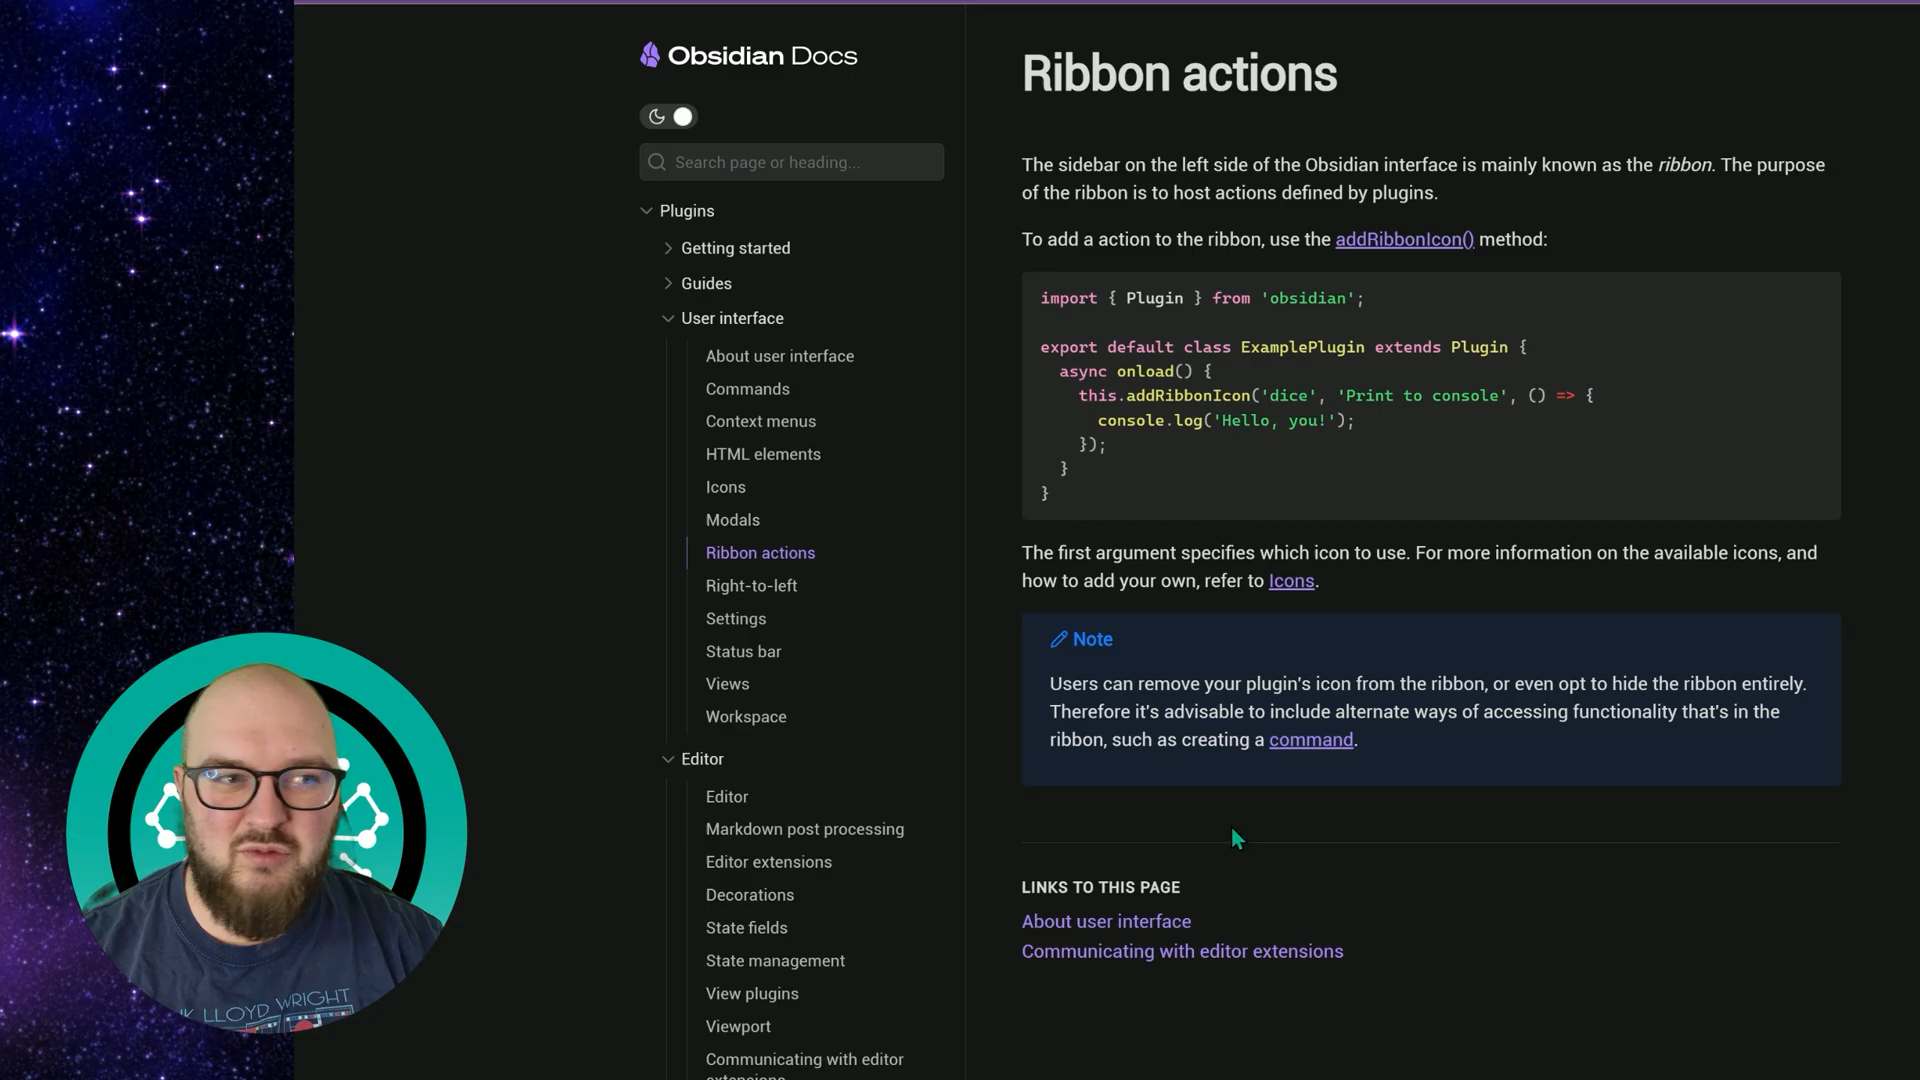 Obsidian Docs
Search page or heading...
Plugins
Getting started
Guides
User interface
About user interface
Commands
Context menus
HTML elements
Icons
Modals
Ribbon actions
Right-to-left
Settings
Status bar
Views
Workspace
Editor
Editor
Markdown post processing
Editor extensions
Decorations
State fields
State management
View plugins
Viewport
Communicating with editor
Ribbon actions
The sidebar on the left side of the Obsidian interface is mainly known as the ribbon. The purpose
of the ribbon is to host actions defined by plugins.
To add a action to the ribbon, use the addRibbonIcon() method:
import { Plugin } from 'obsidian';
export default class ExamplePlugin extends Plugin {
async onload() {
this.addRibbonIcon('dice', 'Print to console', () => {
console.log('Hello, you!');
});
}
}
The first argument specifies which icon to use. For more information on the available icons, and
how to add your own, refer to Icons.
Note
Users can remove your plugin's icon from the ribbon, or even opt to hide the ribbon entirely.
Therefore it's advisable to include alternate ways of accessing functionality that's in the
ribbon, such as creating a command.
LINKS TO THIS PAGE
About user interface
Communicating with editor extensions
LLOYD WRIGHT